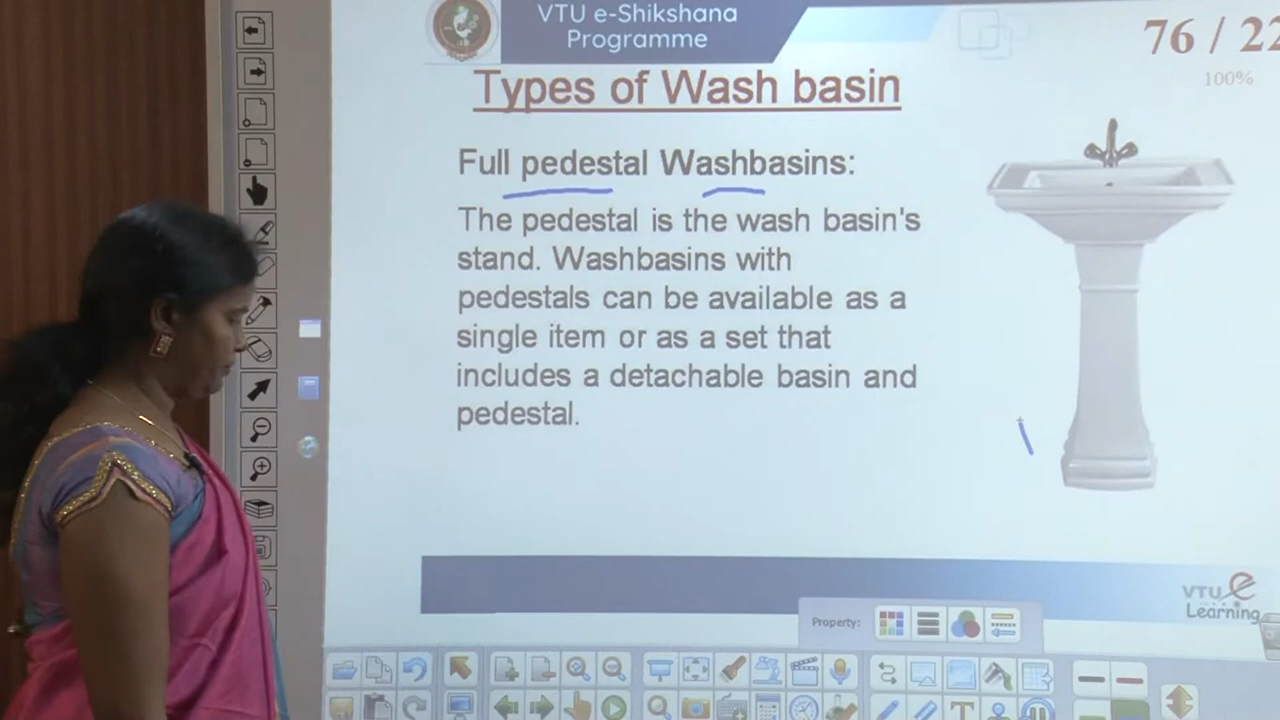 VTU e-Shikshana
Programme
76 / 22
100%
Types of Wash basin
Full pedestal Washbasins:
The pedestal is the wash basin's
stand. Washbasins with
pedestals can be available as a
single item or as a set that
includes a detachable basin and
pedestal.
VTU e
Learning
Property: